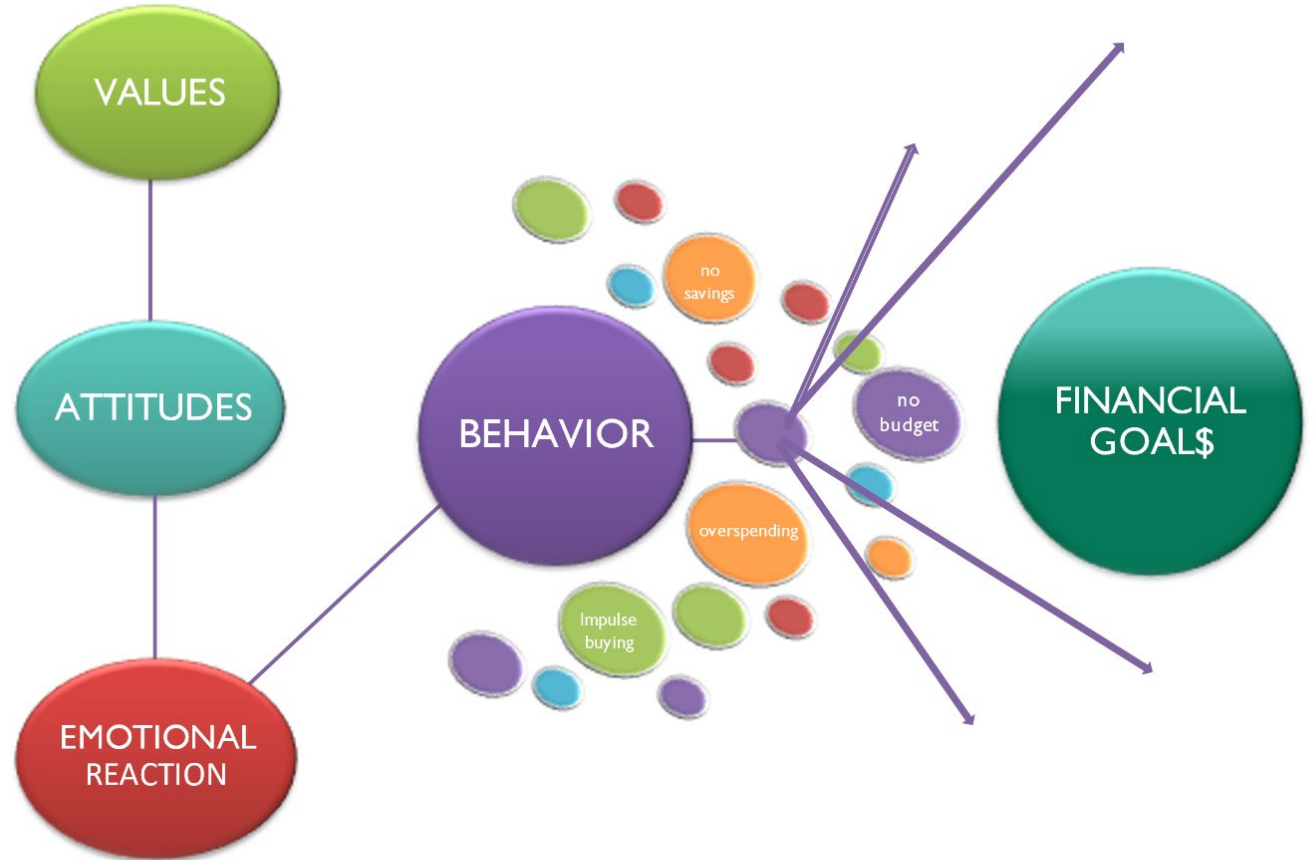 VALUES
ATTITUDES
EMOTIONAL
REACTION
BEHAVIOR
no
savings
no
budget
overspending
Impulse
buying
FINANCIAL
GOAL$